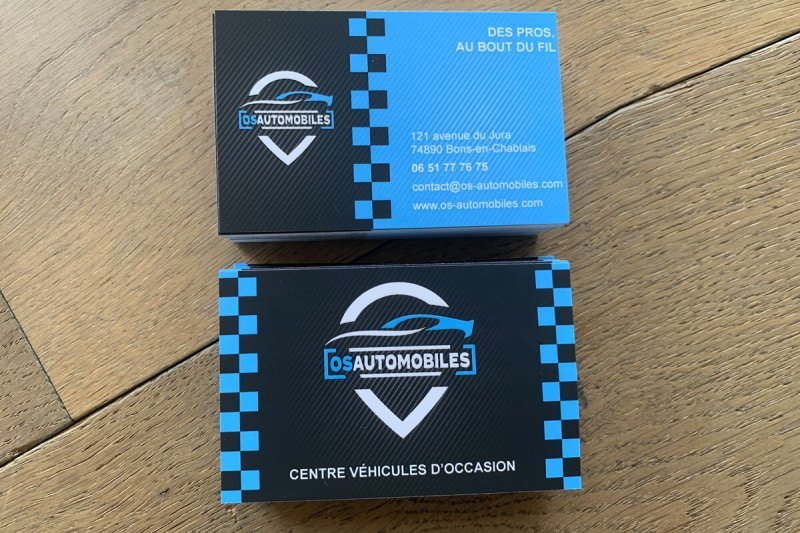 DES PROS,
AU BOUT DU FIL
OSAUTOMOBILES
121 avenue du Jura
74890 Bons-en-Chablais
06 51 77 76 75
contact@os-automobiles.com
www.os-automobiles.com
OSAUTOMOBILES
CENTRE VÉHICULES D'OCCASION